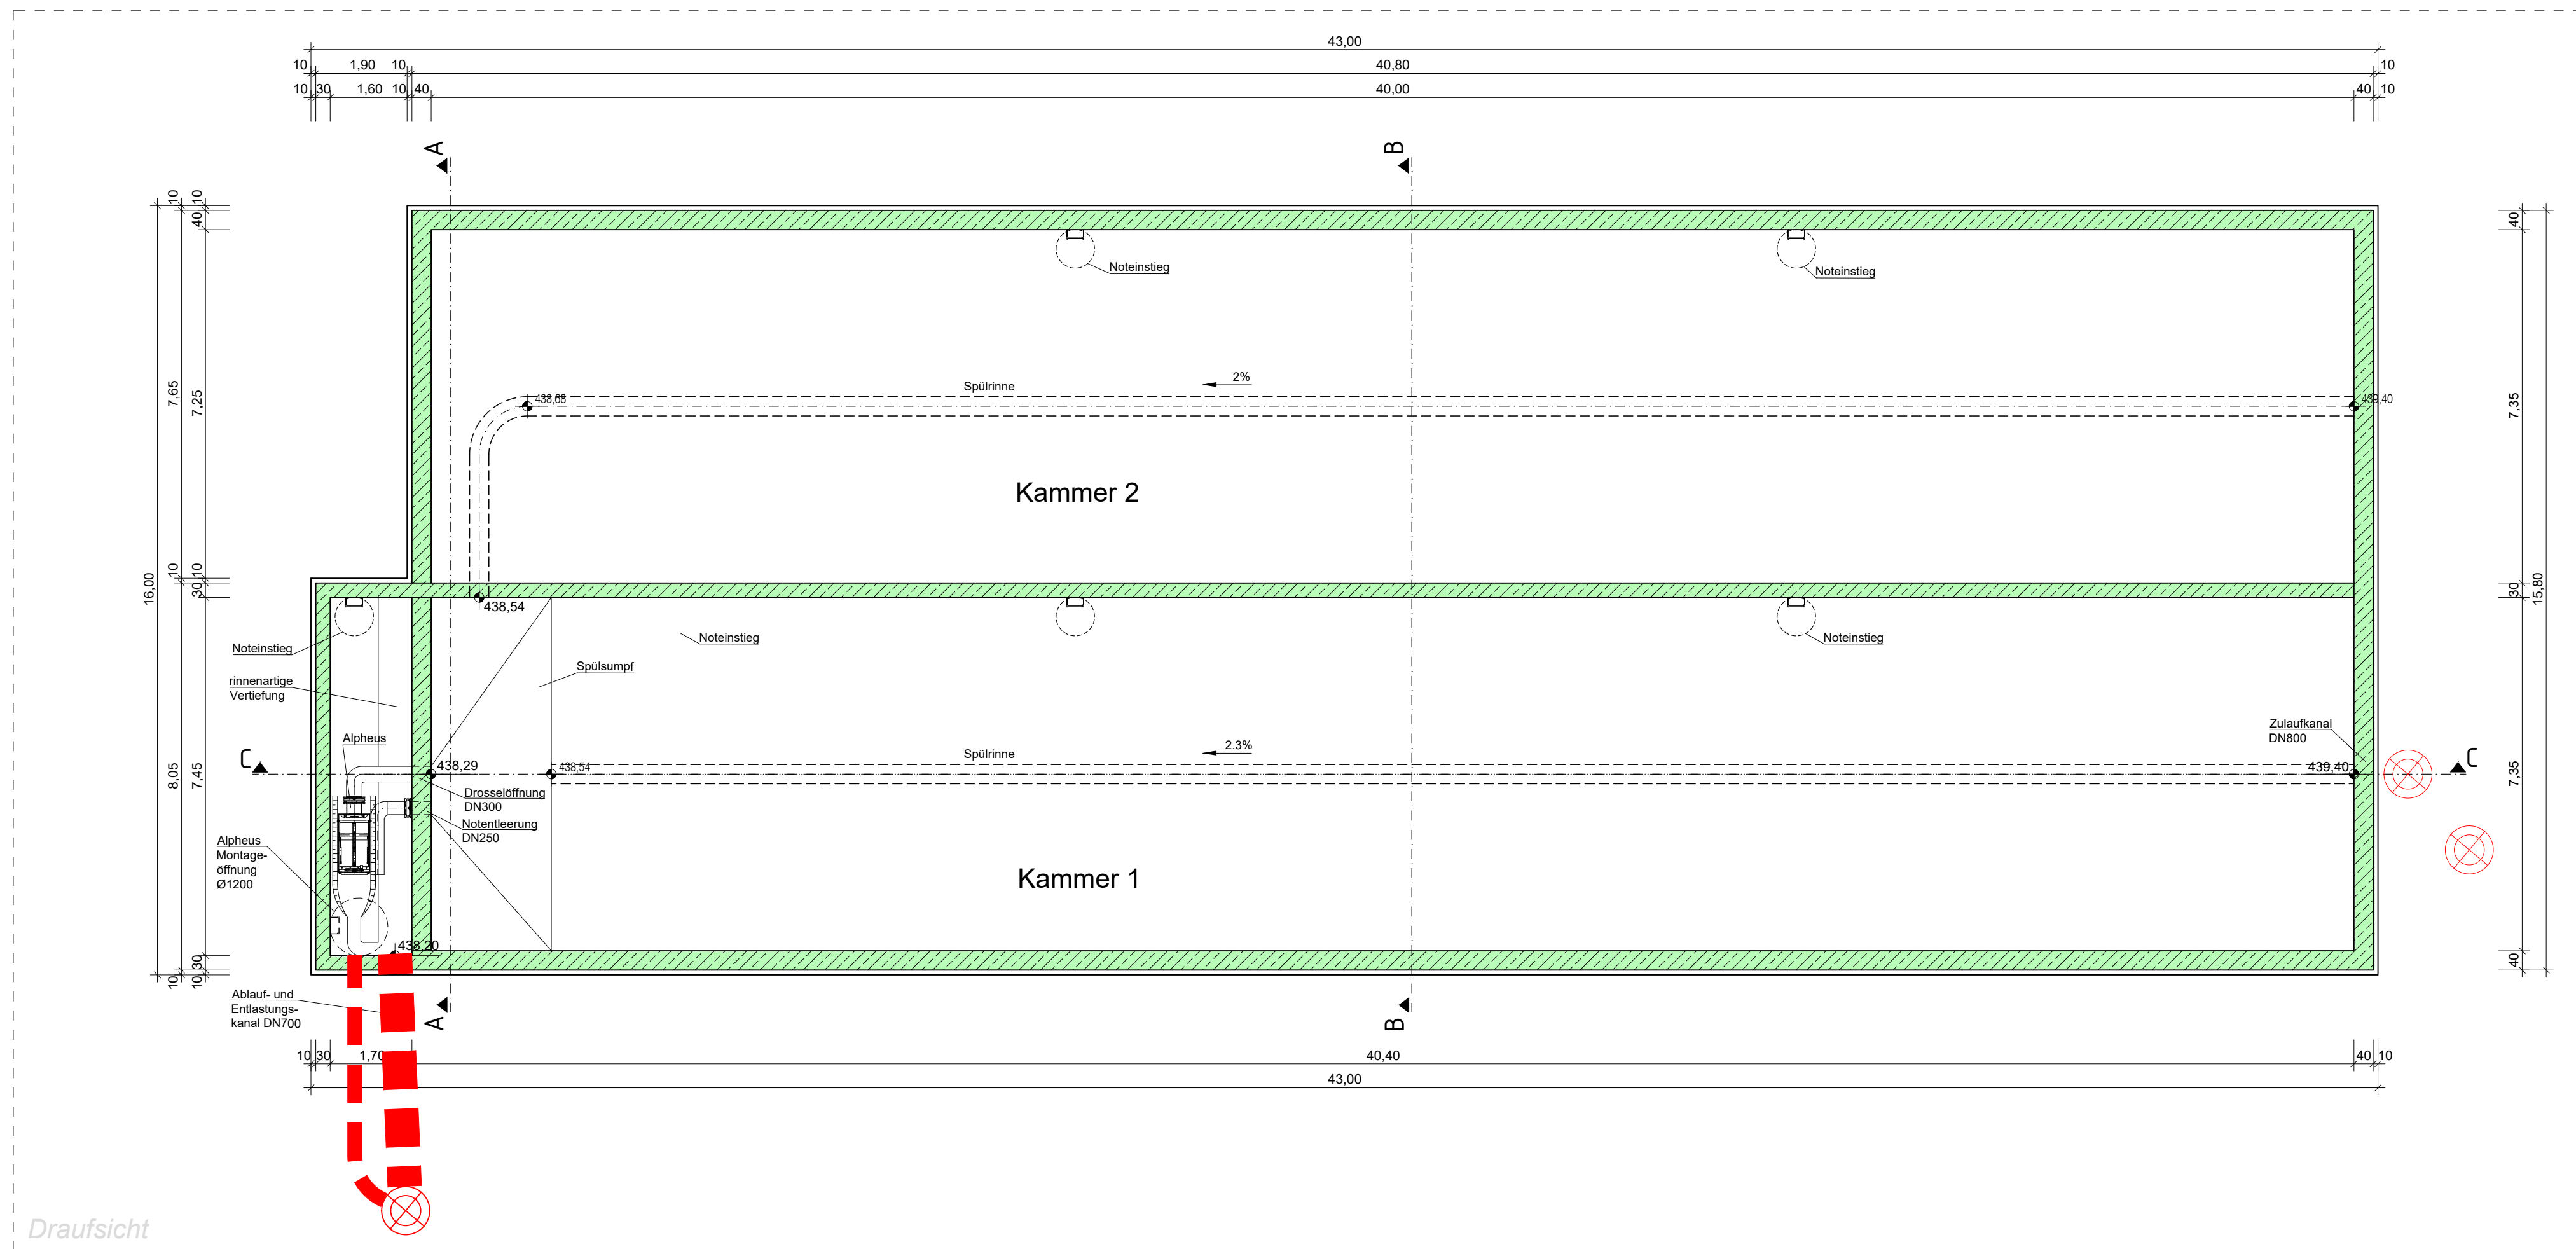 43,00
10 1,90 10 40,80 10
10 30 1,60 10 40 40,00 40 10
A B
10 10
40 40
Noteinstieg Noteinstieg
7,65 7,25 Spülrinne 2% 438,68 439,40 7,35
Kammer 2
16,00 10 10
30 30 15,80
438,54
Noteinstieg Noteinstieg Noteinstieg
Spülsumpf
rinnenartige
Vertiefung
Alpheus
Zulaufkanal
DN800
C C
8,05 7,45 438,29 438,54 Spülrinne 2.3% 439,40 7,35
Drosselöffnung
DN300
Notentleerung
DN250
Alpheus
Montage-
öffnung
Ø1200
Kammer 1
438,20
10 10 30 40
Ablauf- und
Entlastungs-
kanal DN700
A B
10 30 1,70 40,40 40 10
43,00
Draufsicht